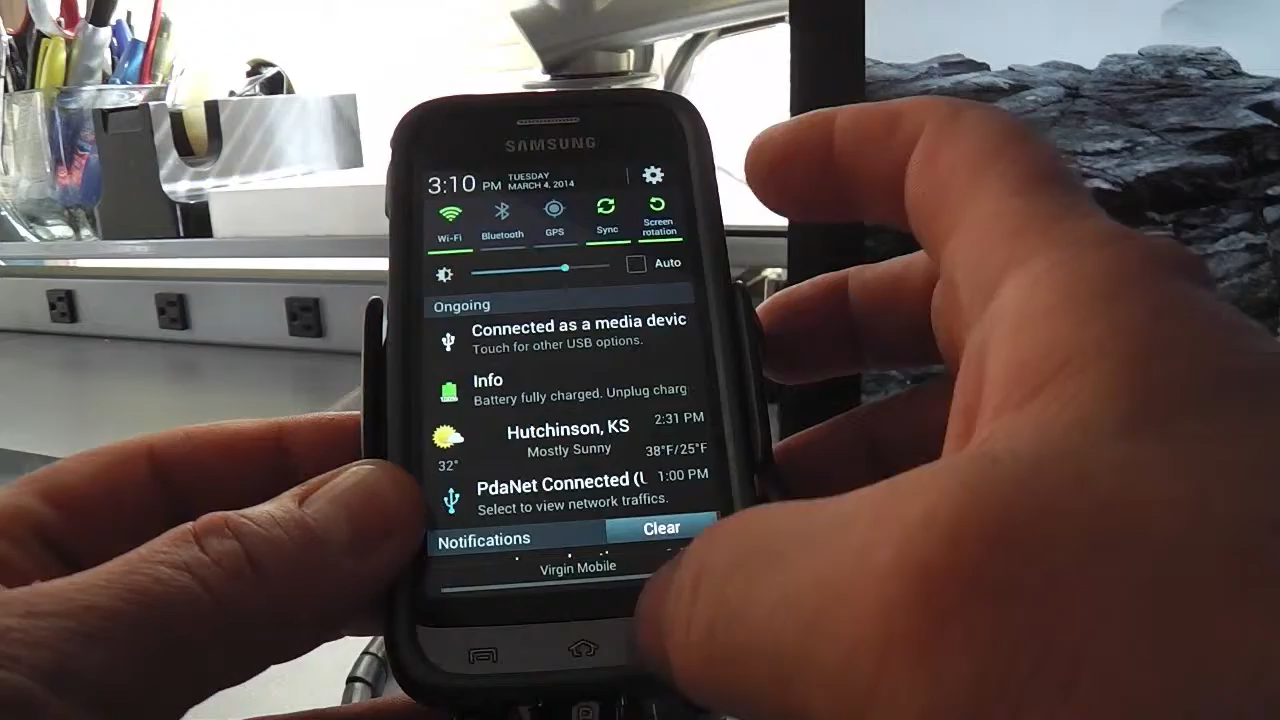 SAMSUNG
3:10 PM TUESDAY
MARCH 4, 2014
Wi-Fi Bluetooth GPS Sync Screen
rotation
Auto
Ongoing
Connected as a media devic
Touch for other USB options.
Info
Battery fully charged. Unplug charg
Hutchinson, KS 2:31 PM
Mostly Sunny 38°F/25°F
32°
PdaNet Connected (U 1:00 PM
Select to view network traffics.
Notifications Clear
Virgin Mobile